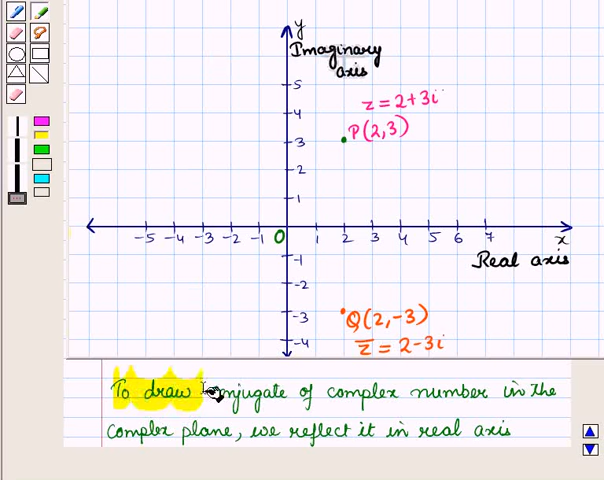 y
Imaginary
axis
5
z = 2+3i
4
P(2,3)
3
2
1
-5 -4 -3 -2 -1 0 1 2 3 4 5 6 7 x
-1
Real axis
-2
-3
Q(2,-3)
-4
z̅ = 2-3i
To draw conjugate of complex number in the
complex plane, we reflect it in real axis